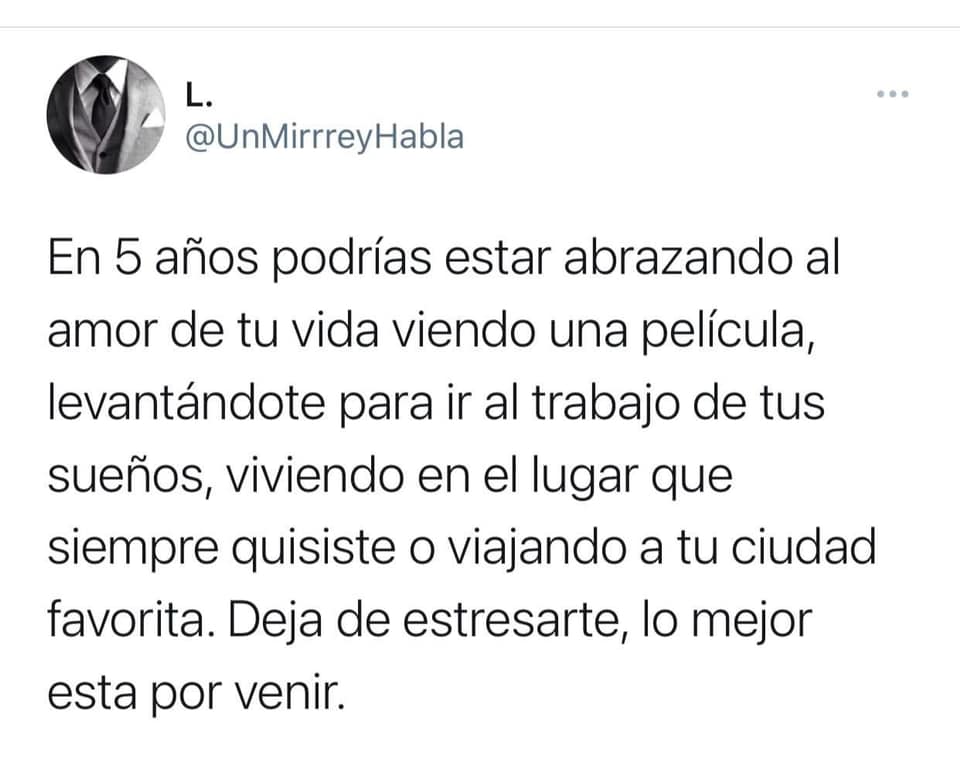 L.
@UnMirrreyHabla
En 5 años podrías estar abrazando al
amor de tu vida viendo una película,
levantándote para ir al trabajo de tus
sueños, viviendo en el lugar que
siempre quisiste o viajando a tu ciudad
favorita. Deja de estresarte, lo mejor
esta por venir.